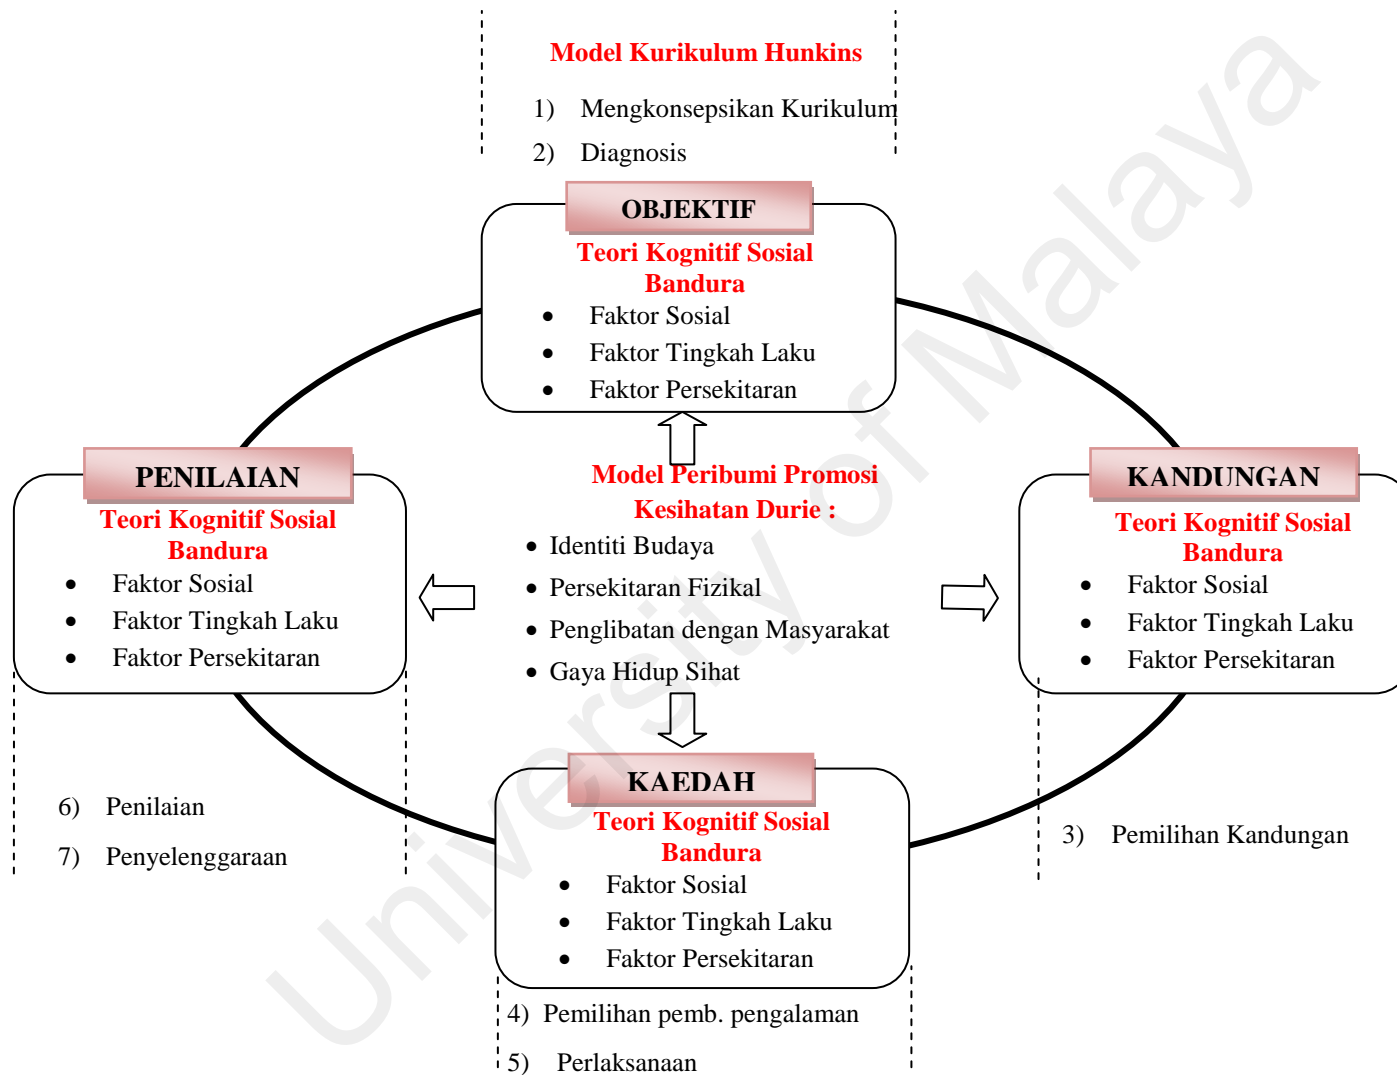 Model Kurikulum Hunkins
1) Mengkonsepsikan Kurikulum
2) Diagnosis
OBJEKTIF
Teori Kognitif Sosial
Bandura
• Faktor Sosial
• Faktor Tingkah Laku
• Faktor Persekitaran
PENILAIAN
Teori Kognitif Sosial
Bandura
• Faktor Sosial
• Faktor Tingkah Laku
• Faktor Persekitaran
6) Penilaian
7) Penyelenggaraan
Model Peribumi Promosi
Kesihatan Durie :
• Identiti Budaya
• Persekitaran Fizikal
• Penglibatan dengan Masyarakat
• Gaya Hidup Sihat
KANDUNGAN
Teori Kognitif Sosial
Bandura
• Faktor Sosial
• Faktor Tingkah Laku
• Faktor Persekitaran
3) Pemilihan Kandungan
KAEDAH
Teori Kognitif Sosial
Bandura
• Faktor Sosial
• Faktor Tingkah Laku
• Faktor Persekitaran
4) Pemilihan pemb. pengalaman
5) Perlaksanaan
University of Malaya